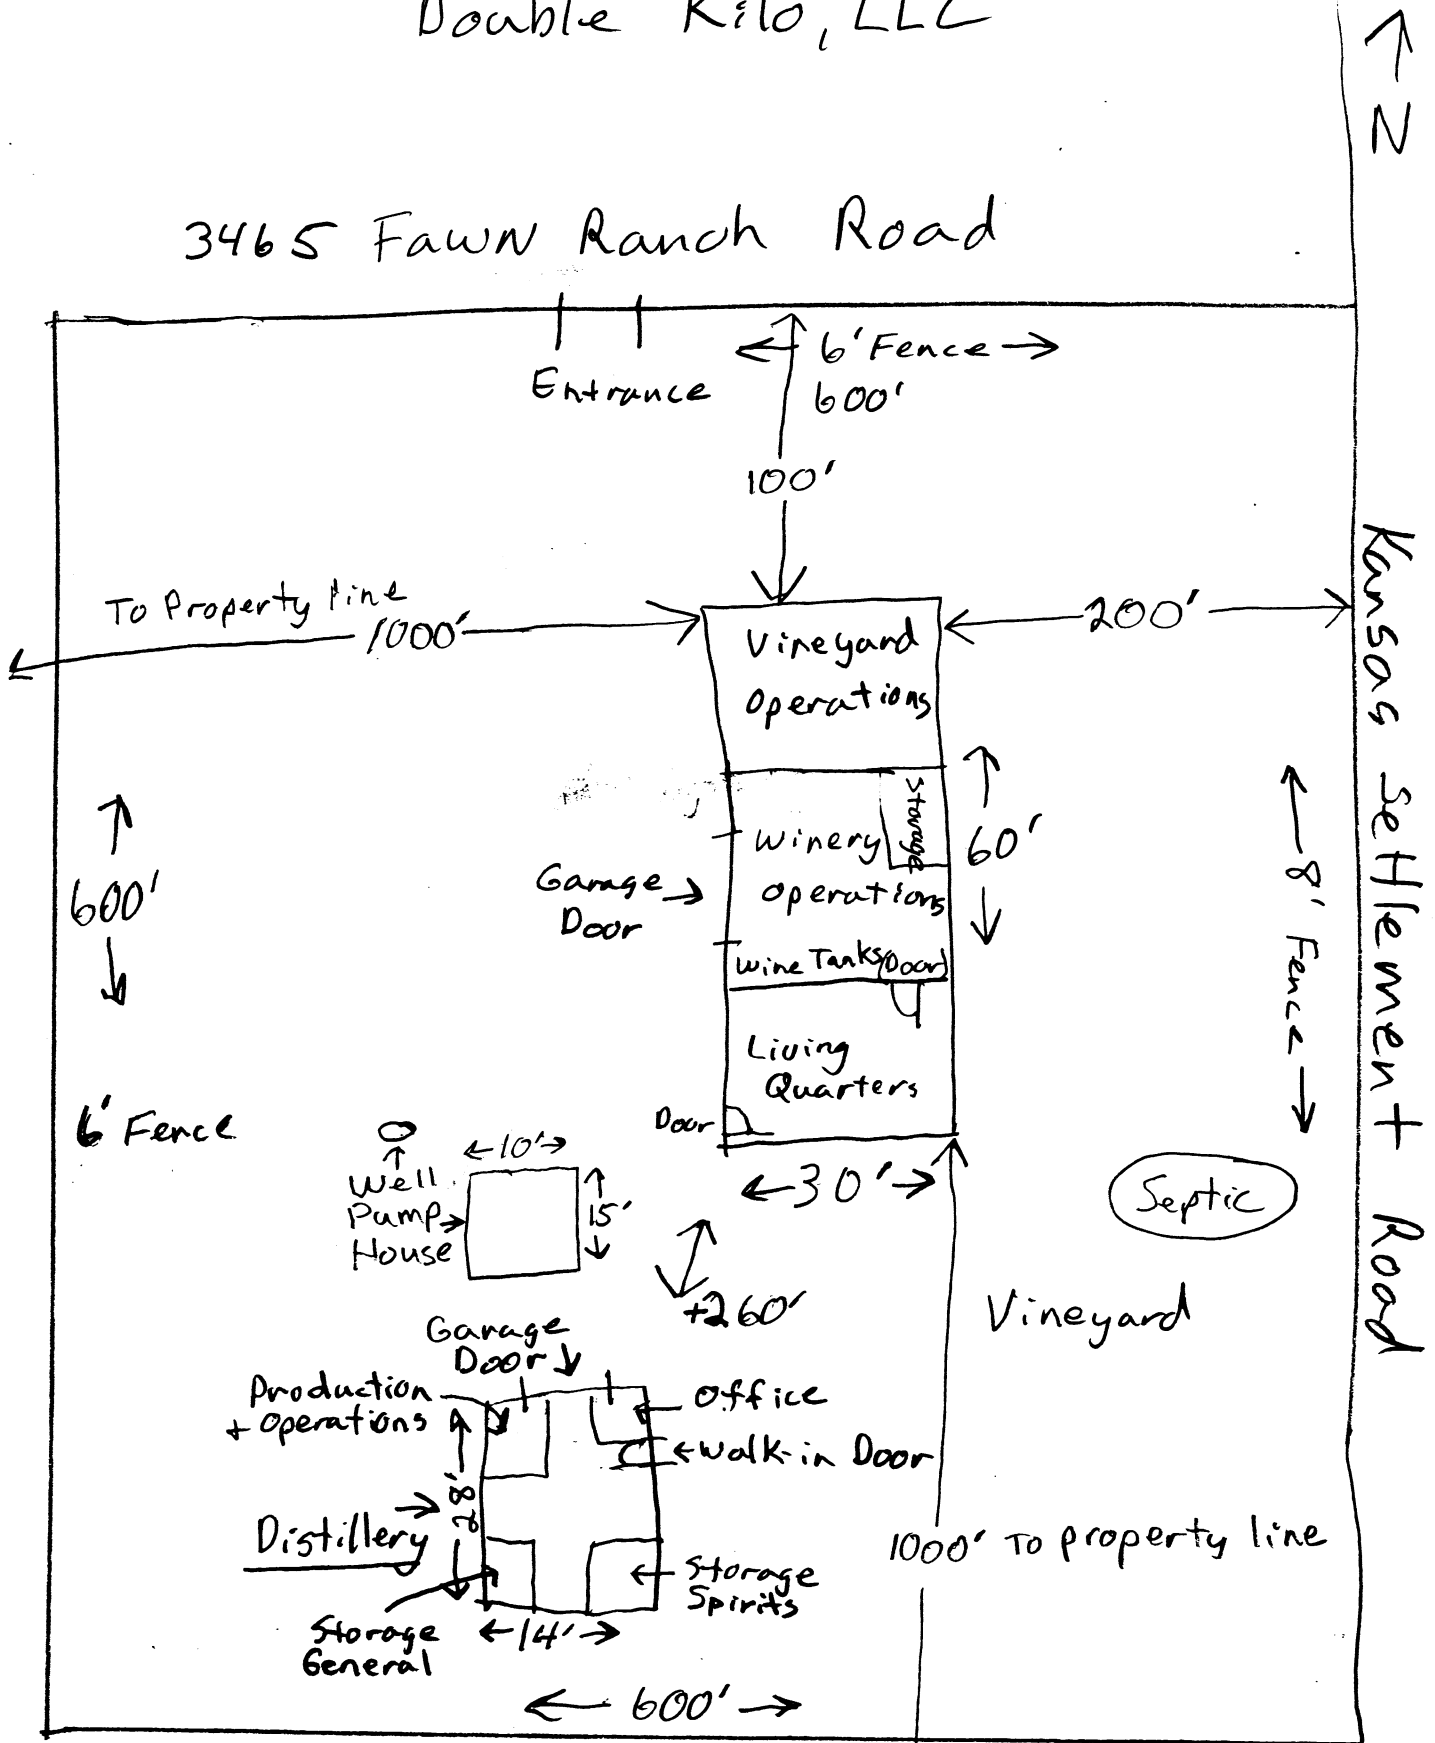 Double Kilo, LLC
N
3465 Fawn Ranch Road
6' Fence
600'
Entrance
100'
To Property line
1000'
200'
Vineyard
Operations
Kansas Settlement Road
Storage
Winery
Operations
60'
Garage
Door
600'
8' Fence
Wine Tanks (Door)
Living
Quarters
Door
6' Fence
10'
Well
Pump
House
15'
30'
Septic
+260'
Vineyard
Garage
Door
Production
+ Operations
Office
Walk-in Door
28'
Distillery
1000' To property line
Storage
Spirits
Storage
General
14'
600'